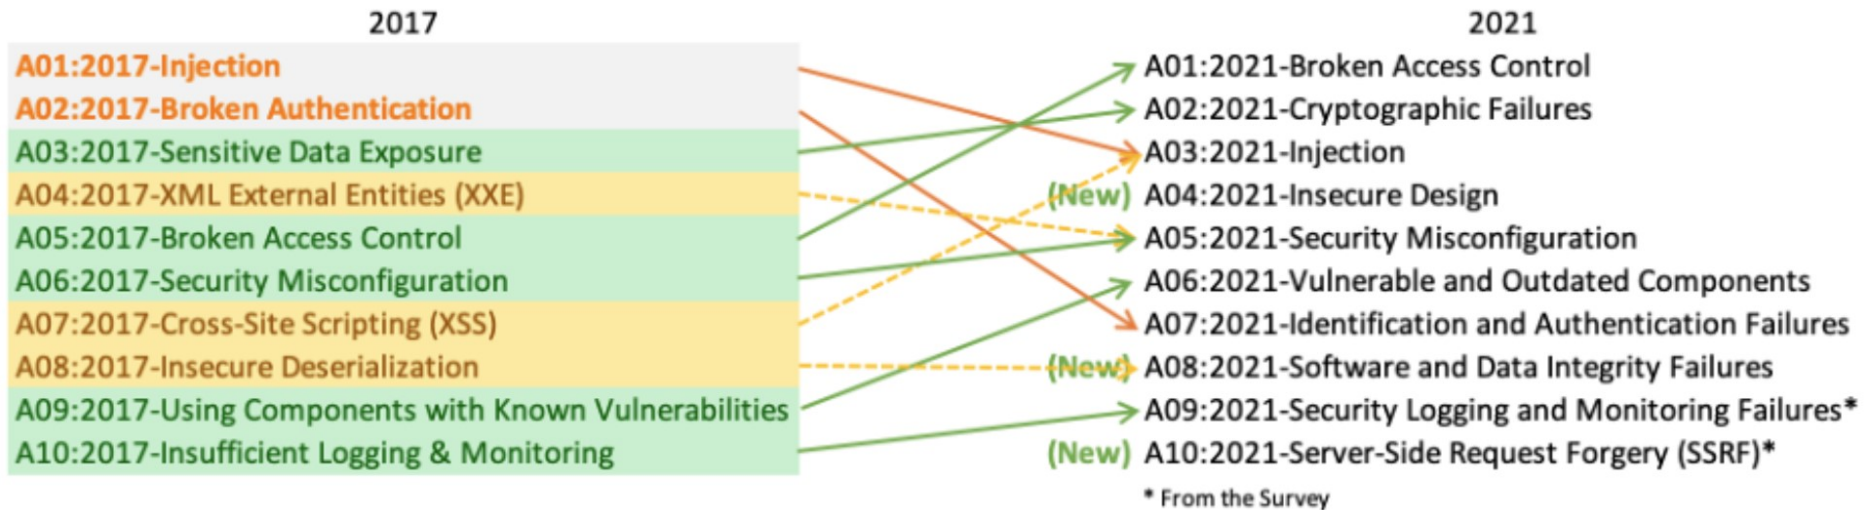 2017
A01:2017-Injection
A02:2017-Broken Authentication
A03:2017-Sensitive Data Exposure
A04:2017-XML External Entities (XXE)
A05:2017-Broken Access Control
A06:2017-Security Misconfiguration
A07:2017-Cross-Site Scripting (XSS)
A08:2017-Insecure Deserialization
A09:2017-Using Components with Known Vulnerabilities
A10:2017-Insufficient Logging & Monitoring
2021
A01:2021-Broken Access Control
A02:2021-Cryptographic Failures
A03:2021-Injection
(New) A04:2021-Insecure Design
A05:2021-Security Misconfiguration
A06:2021-Vulnerable and Outdated Components
A07:2021-Identification and Authentication Failures
(New) A08:2021-Software and Data Integrity Failures
A09:2021-Security Logging and Monitoring Failures*
(New) A10:2021-Server-Side Request Forgery (SSRF)*
* From the Survey